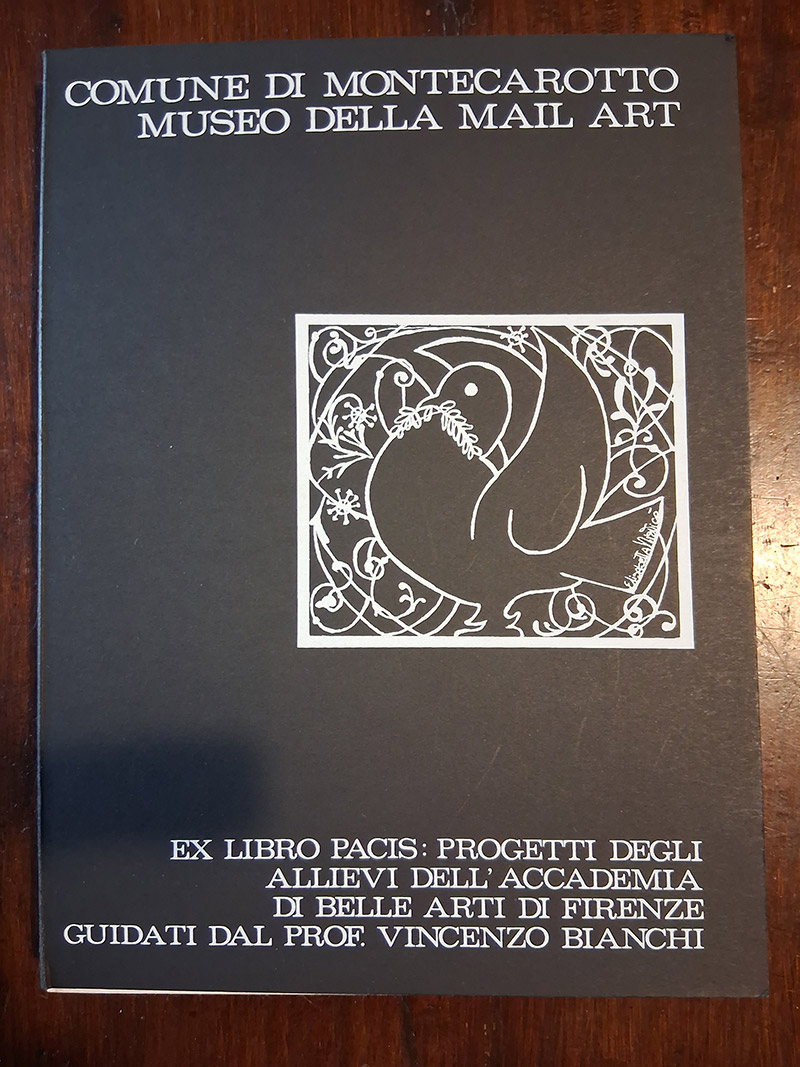 COMUNE DI MONTECAROTTO
MUSEO DELLA MAIL ART
EX LIBRO PACIS: PROGETTI DEGLI
ALLIEVI DELL'ACCADEMIA
DI BELLE ARTI DI FIRENZE
GUIDATI DAL PROF. VINCENZO BIANCHI